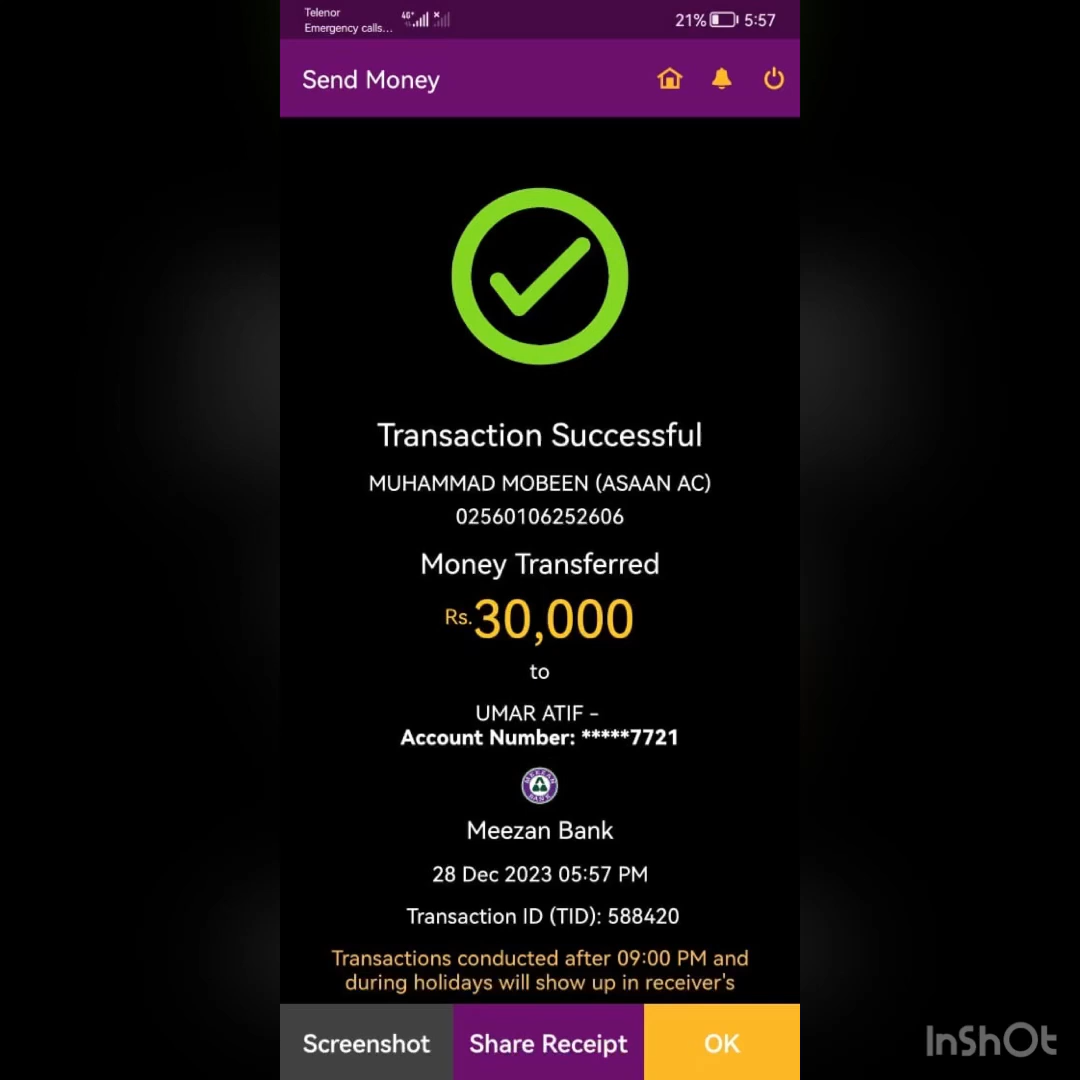 Telenor
Emergency calls...
4G+
21% 5:57
Send Money
Transaction Successful
MUHAMMAD MOBEEN (ASAAN AC)
02560106252606
Money Transferred
Rs.30,000
to
UMAR ATIF -
Account Number: *****7721
MEEZAN BANK
Meezan Bank
28 Dec 2023 05:57 PM
Transaction ID (TID): 588420
Transactions conducted after 09:00 PM and
during holidays will show up in receiver's
Screenshot Share Receipt OK
InShOt